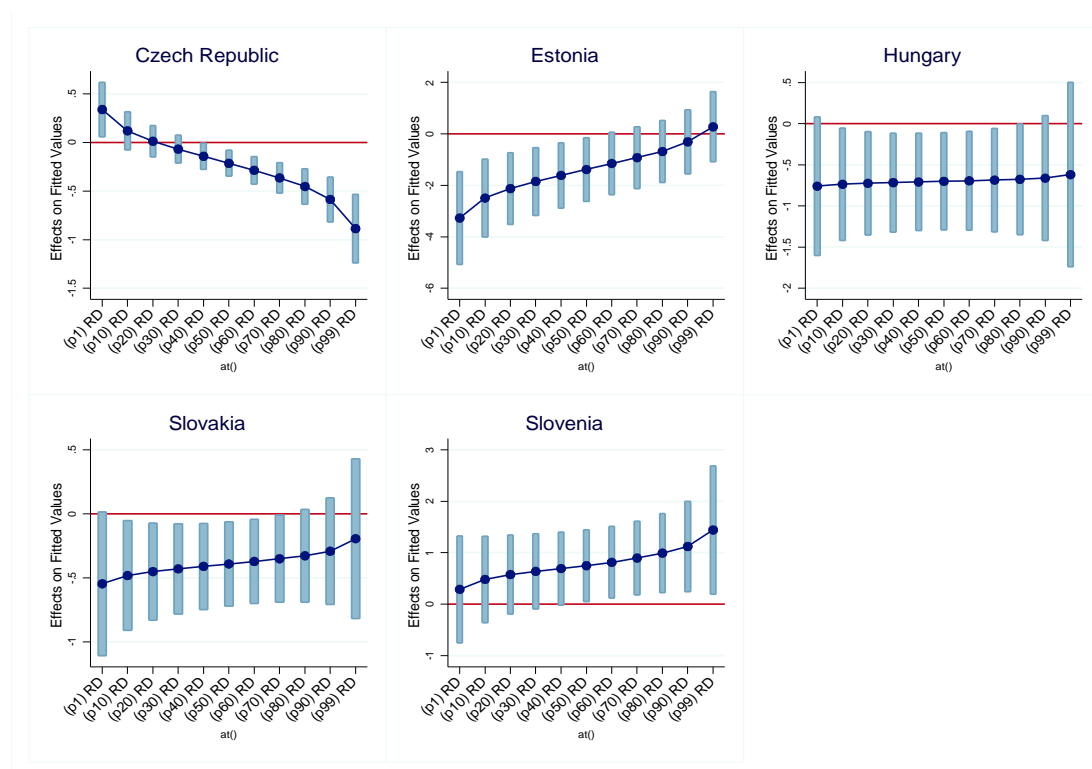 Czech Republic
Effects on Fitted Values
.5
0
-.5
-1
-1.5
(p1) RD
(p10) RD
(p20) RD
(p30) RD
(p40) RD
(p50) RD
(p60) RD
(p70) RD
(p80) RD
(p90) RD
(p99) RD
at()
Estonia
Effects on Fitted Values
2
0
-2
-4
-6
(p1) RD
(p10) RD
(p20) RD
(p30) RD
(p40) RD
(p50) RD
(p60) RD
(p70) RD
(p80) RD
(p90) RD
(p99) RD
at()
Hungary
Effects on Fitted Values
.5
0
-.5
-1
-1.5
-2
(p1) RD
(p10) RD
(p20) RD
(p30) RD
(p40) RD
(p50) RD
(p60) RD
(p70) RD
(p80) RD
(p90) RD
(p99) RD
at()
Slovakia
Effects on Fitted Values
.5
0
-.5
-1
(p1) RD
(p10) RD
(p20) RD
(p30) RD
(p40) RD
(p50) RD
(p60) RD
(p70) RD
(p80) RD
(p90) RD
(p99) RD
at()
Slovenia
Effects on Fitted Values
3
2
1
0
-1
(p1) RD
(p10) RD
(p20) RD
(p30) RD
(p40) RD
(p50) RD
(p60) RD
(p70) RD
(p80) RD
(p90) RD
(p99) RD
at()